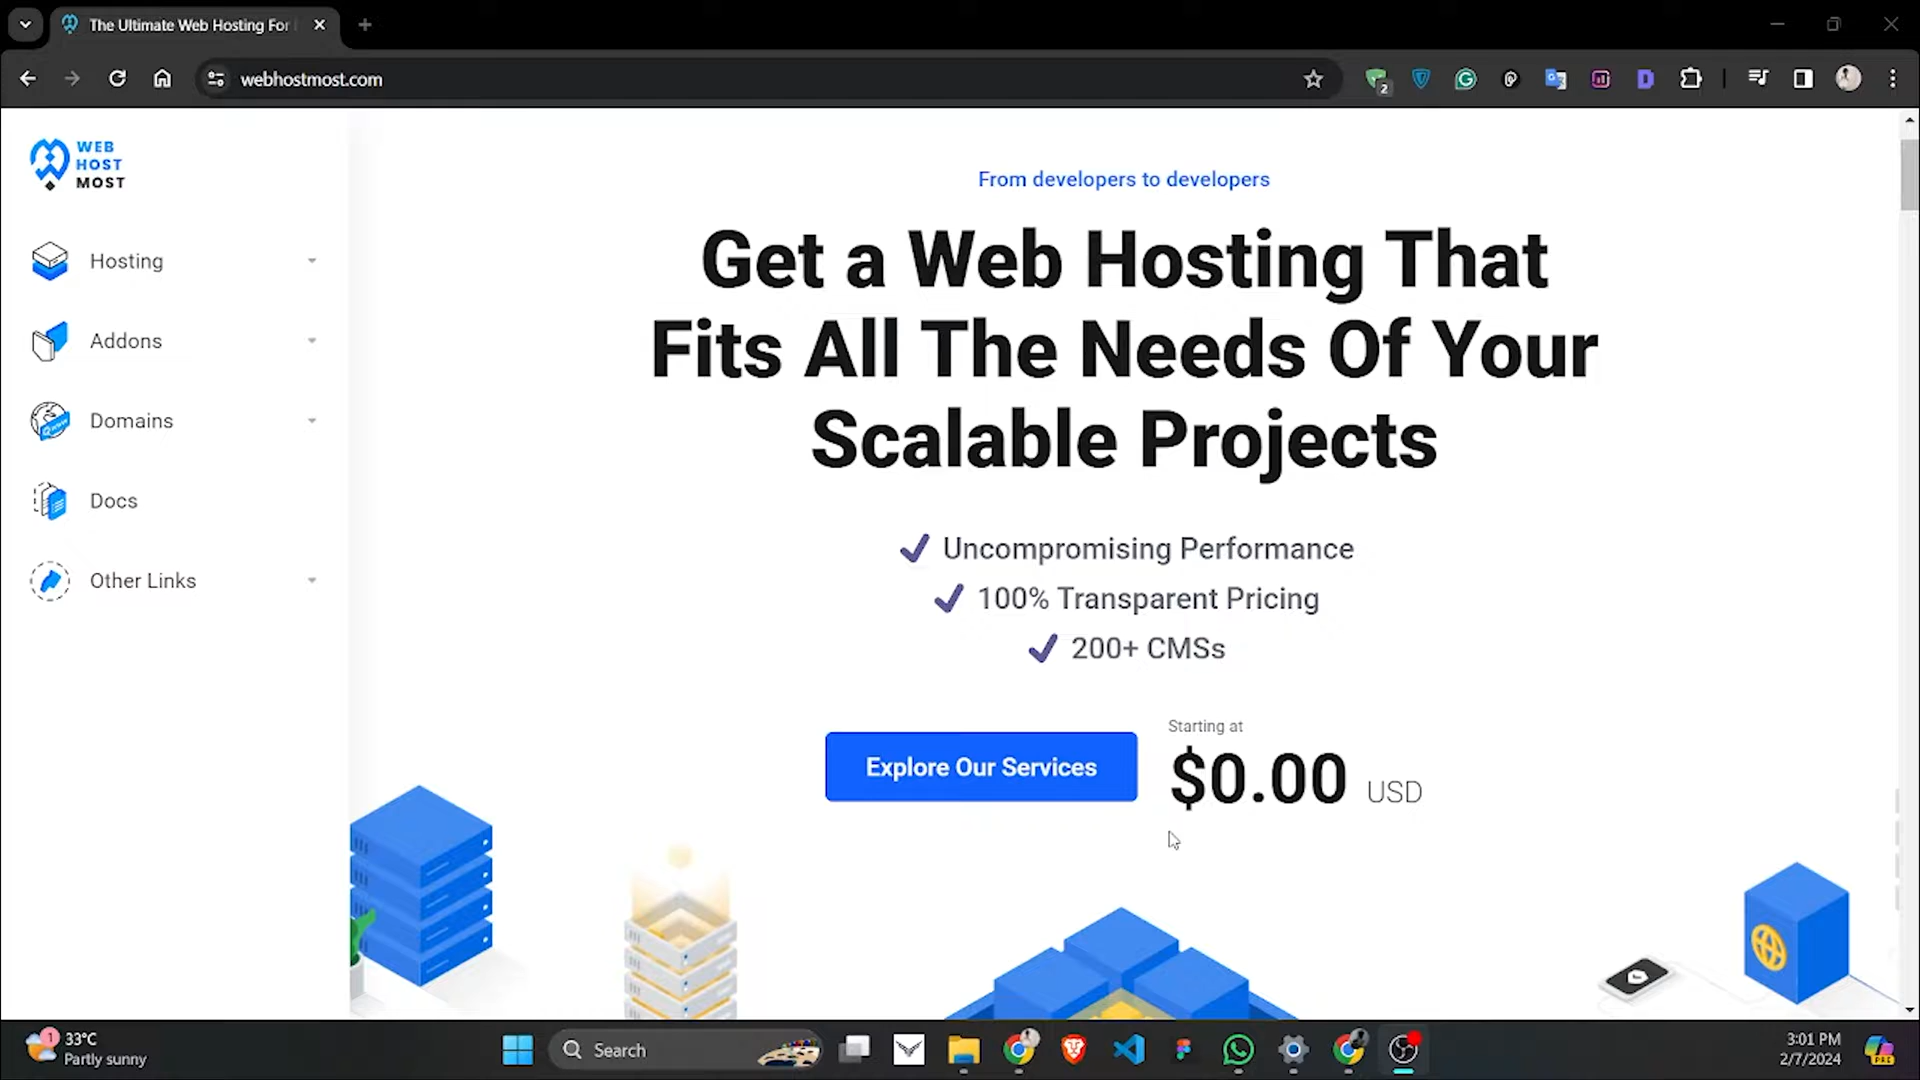 The Ultimate Web Hosting For
webhostmost.com
2
WEB
HOST
MOST
Hosting
Addons
Domains
Docs
Other Links
From developers to developers
Get a Web Hosting That
Fits All The Needs Of Your
Scalable Projects
Uncompromising Performance
100% Transparent Pricing
200+ CMSs
Explore Our Services
Starting at
$0.00 USD
1
33°C
Partly sunny
Search
3:01 PM
2/7/2024
PRE